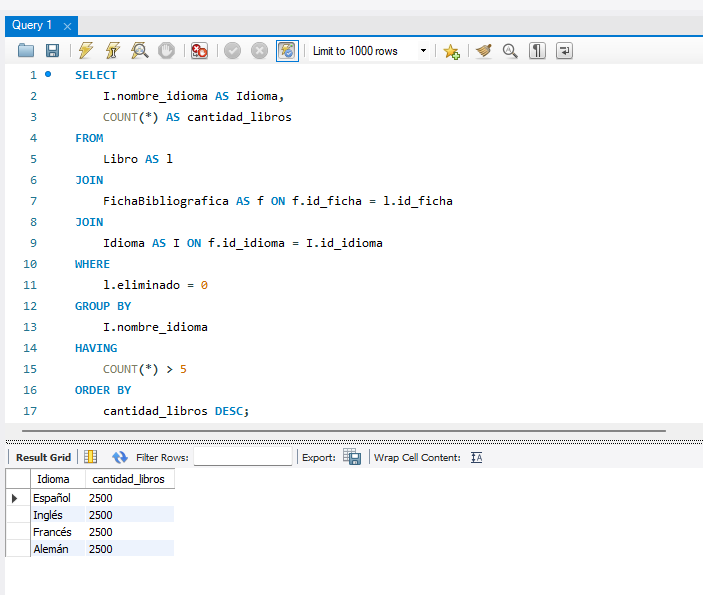 Query 1
Limit to 1000 rows
1 SELECT
2 I.nombre_idioma AS Idioma,
3 COUNT(*) AS cantidad_libros
4 FROM
5 Libro AS l
6 JOIN
7 FichaBibliografica AS f ON f.id_ficha = l.id_ficha
8 JOIN
9 Idioma AS I ON f.id_idioma = I.id_idioma
10 WHERE
11 l.eliminado = 0
12 GROUP BY
13 I.nombre_idioma
14 HAVING
15 COUNT(*) > 5
16 ORDER BY
17 cantidad_libros DESC;
Result Grid Filter Rows: Export: Wrap Cell Content:
Idioma cantidad_libros
Español 2500
Inglés 2500
Francés 2500
Alemán 2500